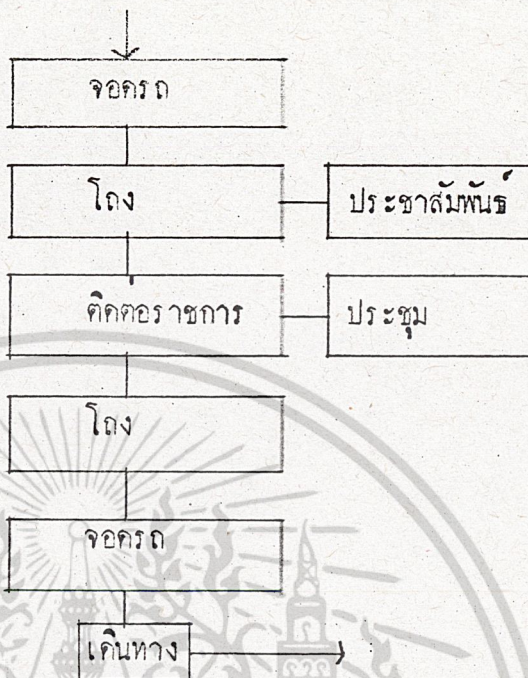 จอดรถ
โถง
ประชาสัมพันธ์
ติดต่อราชการ
ประชุม
โถง
จอดรถ
เดินทาง